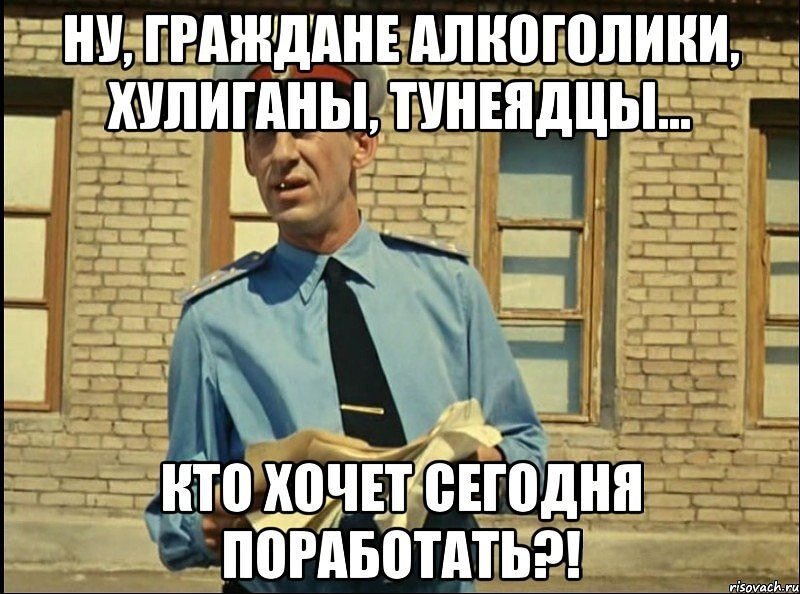 НУ, ГРАЖДАНЕ АЛКОГОЛИКИ,
ХУЛИГАНЫ, ТУНЕЯДЦЫ...
КТО ХОЧЕТ СЕГОДНЯ
ПОРАБОТАТЬ?!
risovach.ru